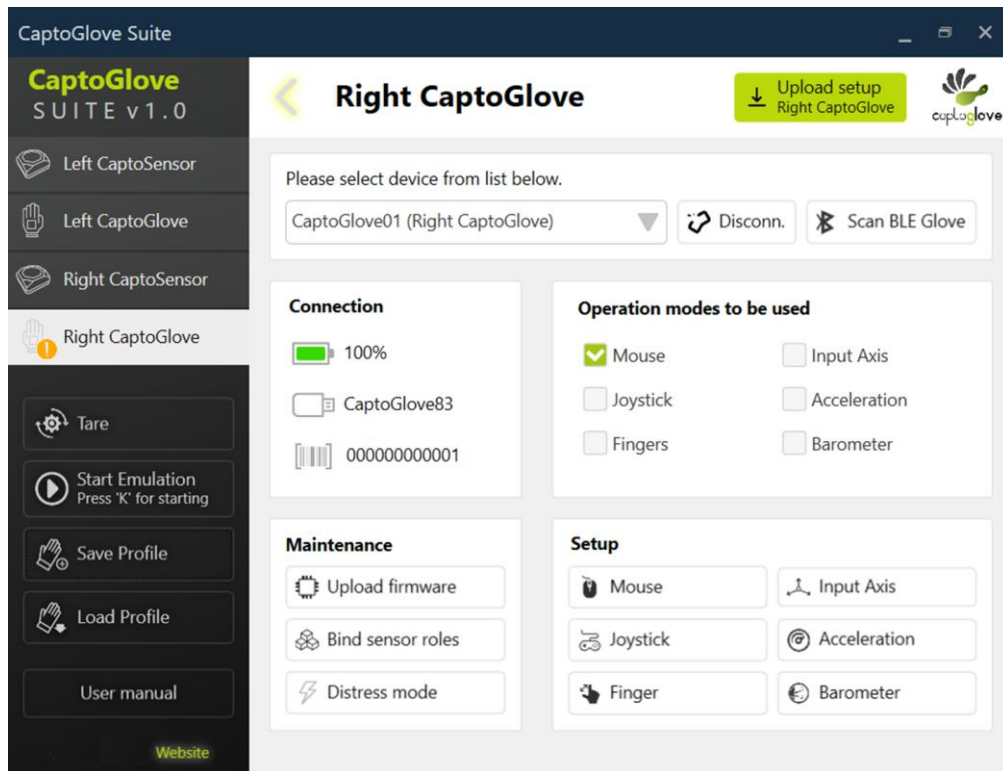 CaptoGlove Suite
CaptoGlove
SUITE v1.0
Left CaptoSensor
Left CaptoGlove
Right CaptoSensor
Right CaptoGlove
Tare
Start Emulation
Press 'K' for starting
Save Profile
Load Profile
User manual
Website
Right CaptoGlove
Upload setup
Right CaptoGlove
captoglove
Please select device from list below.
CaptoGlove01 (Right CaptoGlove)
Disconn.
Scan BLE Glove
Connection
100%
CaptoGlove83
000000000001
Operation modes to be used
Mouse
Input Axis
Joystick
Acceleration
Fingers
Barometer
Maintenance
Upload firmware
Bind sensor roles
Distress mode
Setup
Mouse
Input Axis
Joystick
Acceleration
Finger
Barometer